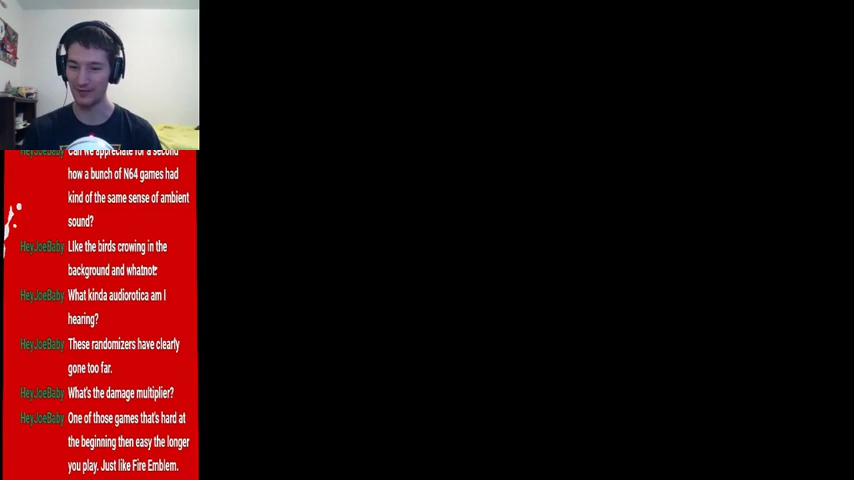 HeyJoeBaby Can we appreciate for a second
how a bunch of N64 games had
kind of the same sense of ambient
sound?
HeyJoeBaby LIke the birds crowing in the
background and whatnot
HeyJoeBaby What kinda audiorotica am I
hearing?
HeyJoeBaby These randomizers have clearly
gone too far.
HeyJoeBaby What's the damage multiplier?
HeyJoeBaby One of those games that's hard at
the beginning then easy the longer
you play. Just like Fire Emblem.